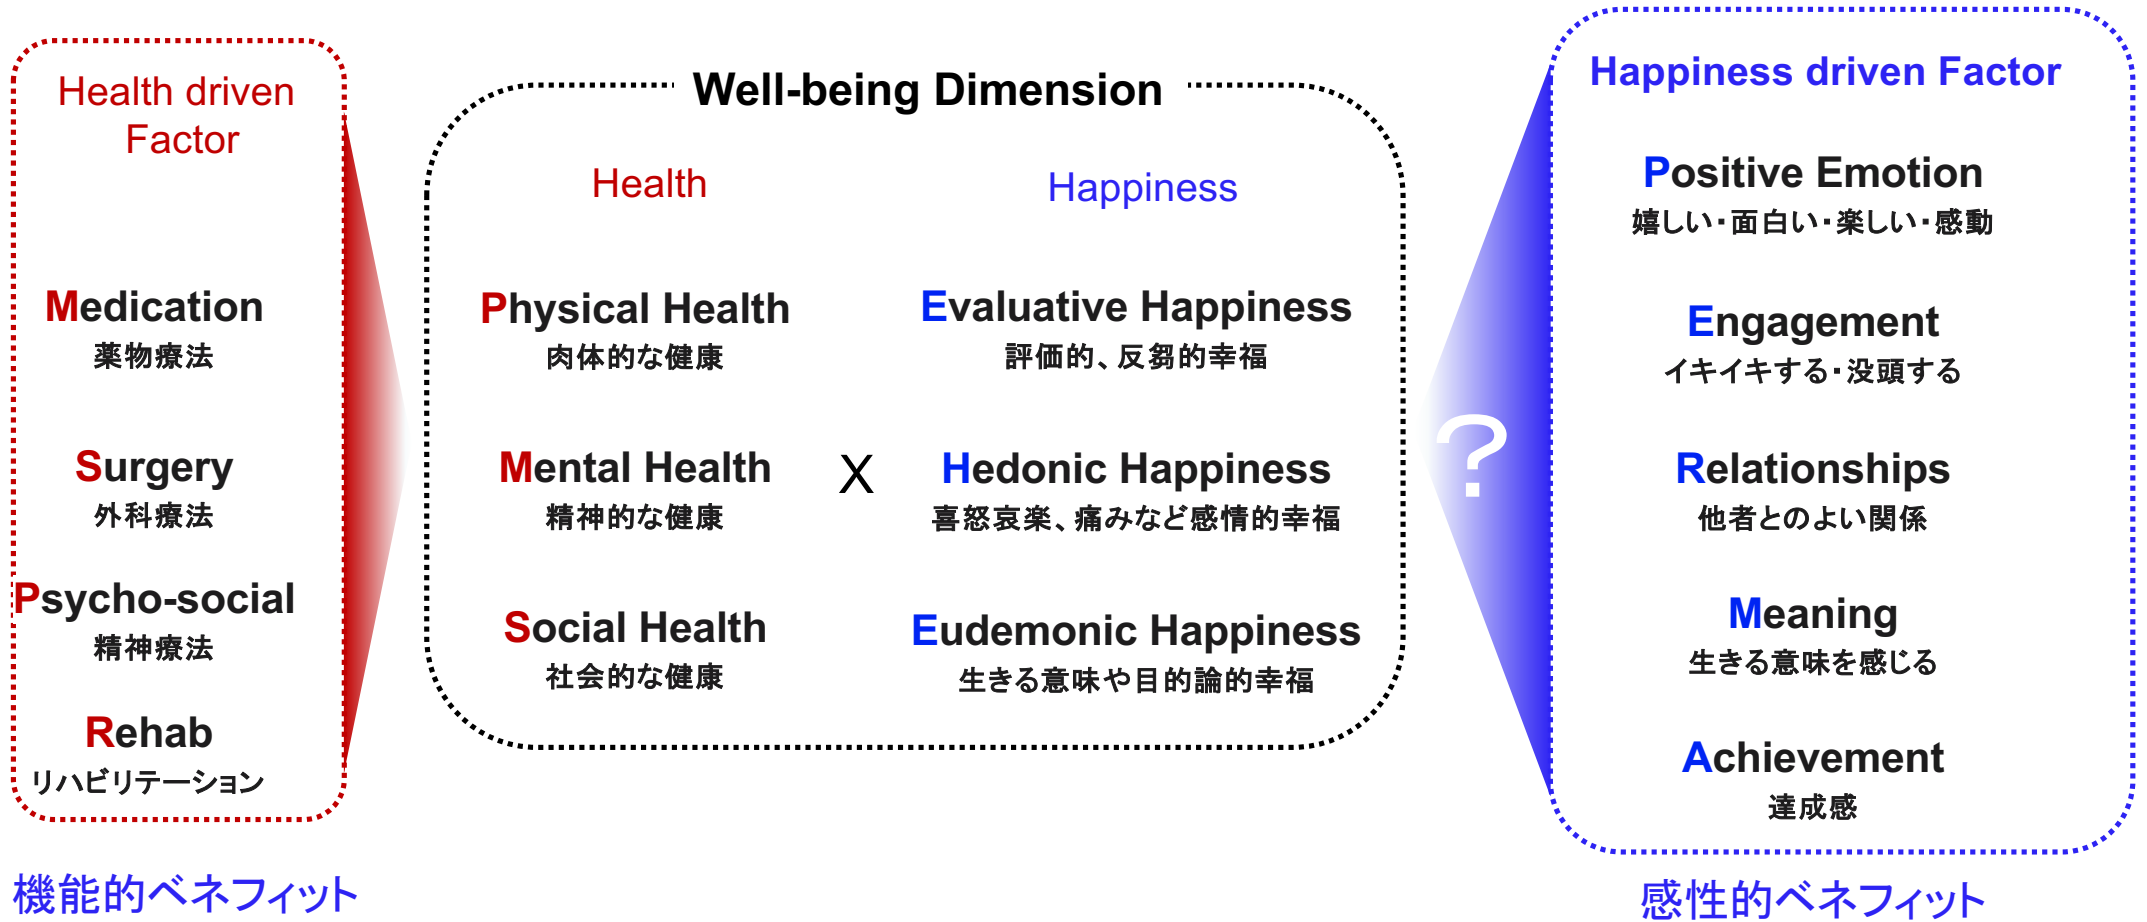 Health driven
Factor
Medication
薬物療法
Surgery
外科療法
Psycho-social
精神療法
Rehab
リハビリテーション
機能的ベネフィット
Well-being Dimension
Health
Happiness
Physical Health
肉体的な健康
Evaluative Happiness
評価的、反芻的幸福
Mental Health
精神的な健康
X
Hedonic Happiness
喜怒哀楽、痛みなど感情的幸福
Social Health
社会的な健康
Eudemonic Happiness
生きる意味や目的論的幸福
?
Happiness driven Factor
Positive Emotion
嬉しい・面白い・楽しい・感動
Engagement
イキイキする・没頭する
Relationships
他者とのよい関係
Meaning
生きる意味を感じる
Achievement
達成感
感性的ベネフィット